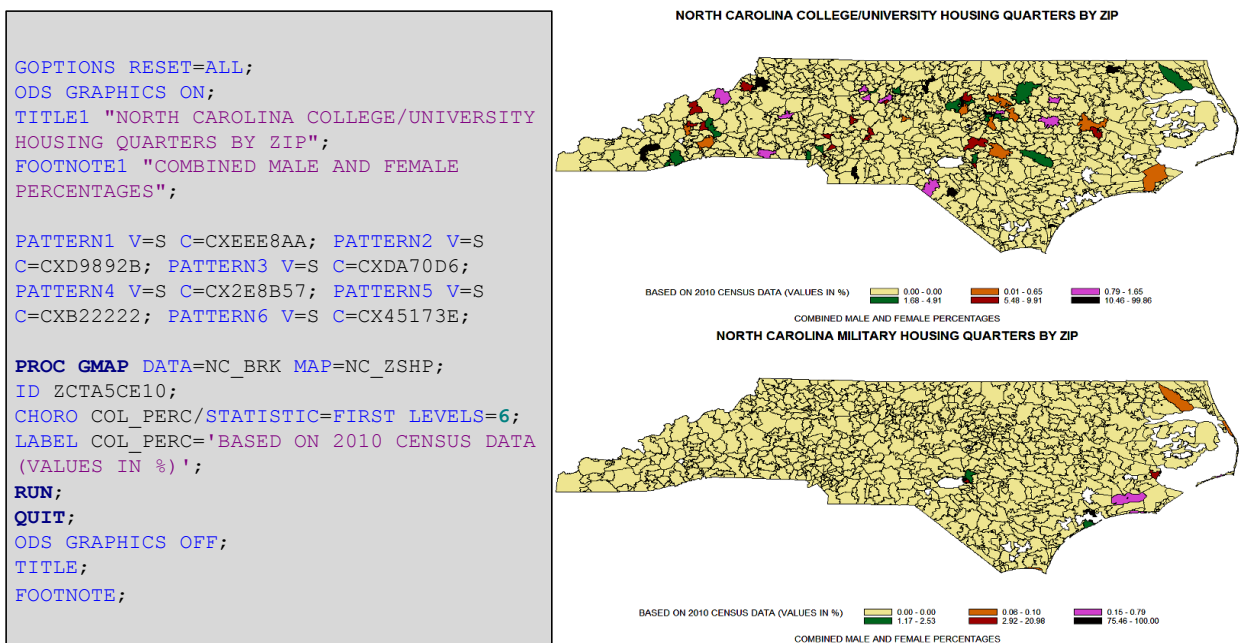 GOPTIONS RESET=ALL;
ODS GRAPHICS ON;
TITLE1 "NORTH CAROLINA COLLEGE/UNIVERSITY
HOUSING QUARTERS BY ZIP";
FOOTNOTE1 "COMBINED MALE AND FEMALE
PERCENTAGES";
PATTERN1 V=S C=CXEEE8AA; PATTERN2 V=S
C=CXD9892B; PATTERN3 V=S C=CXDA70D6;
PATTERN4 V=S C=CX2E8B57; PATTERN5 V=S
C=CXB22222; PATTERN6 V=S C=CX45173E;
PROC GMAP DATA=NC_BRK MAP=NC_ZSHP;
ID ZCTA5CE10;
CHORO COL_PERC/STATISTIC=FIRST LEVELS=6;
LABEL COL_PERC='BASED ON 2010 CENSUS DATA
(VALUES IN %)';
RUN;
QUIT;
ODS GRAPHICS OFF;
TITLE;
FOOTNOTE;
NORTH CAROLINA COLLEGE/UNIVERSITY HOUSING QUARTERS BY ZIP
BASED ON 2010 CENSUS DATA (VALUES IN %) 0.00 - 0.00 0.01 - 0.65 0.79 - 1.65
1.68 - 4.91 5.48 - 9.91 10.46 - 99.86
COMBINED MALE AND FEMALE PERCENTAGES
NORTH CAROLINA MILITARY HOUSING QUARTERS BY ZIP
BASED ON 2010 CENSUS DATA (VALUES IN %) 0.00 - 0.00 0.06 - 0.10 0.15 - 0.79
1.17 - 2.53 2.92 - 20.98 75.46 - 100.00
COMBINED MALE AND FEMALE PERCENTAGES